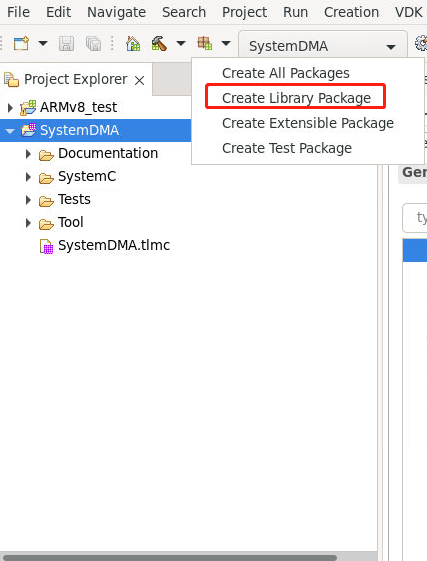 File Edit Navigate Search Project Run Creation VDK
SystemDMA
Create All Packages
Create Library Package
Create Extensible Package
Create Test Package
Project Explorer
ARMv8_test
SystemDMA
Documentation
SystemC
Tests
Tool
SystemDMA.tlmc
Ger
ty